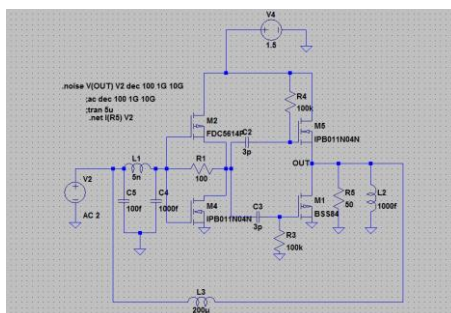 V4
1.5
.noise V(OUT) V2 dec 100 1G 10G
;ac dec 100 1G 10G
;tran 5u
.net I(R5) V2
R4
100k
M2
FDC5614P
C2
3p
M5
IPB011N04N
L1
5n
R1
100
OUT
V2
AC 2
C5
100f
C4
1000f
M4
IPB011N04N
C3
3p
M1
BSS84
R5
50
L2
1000f
R3
100k
L3
200u